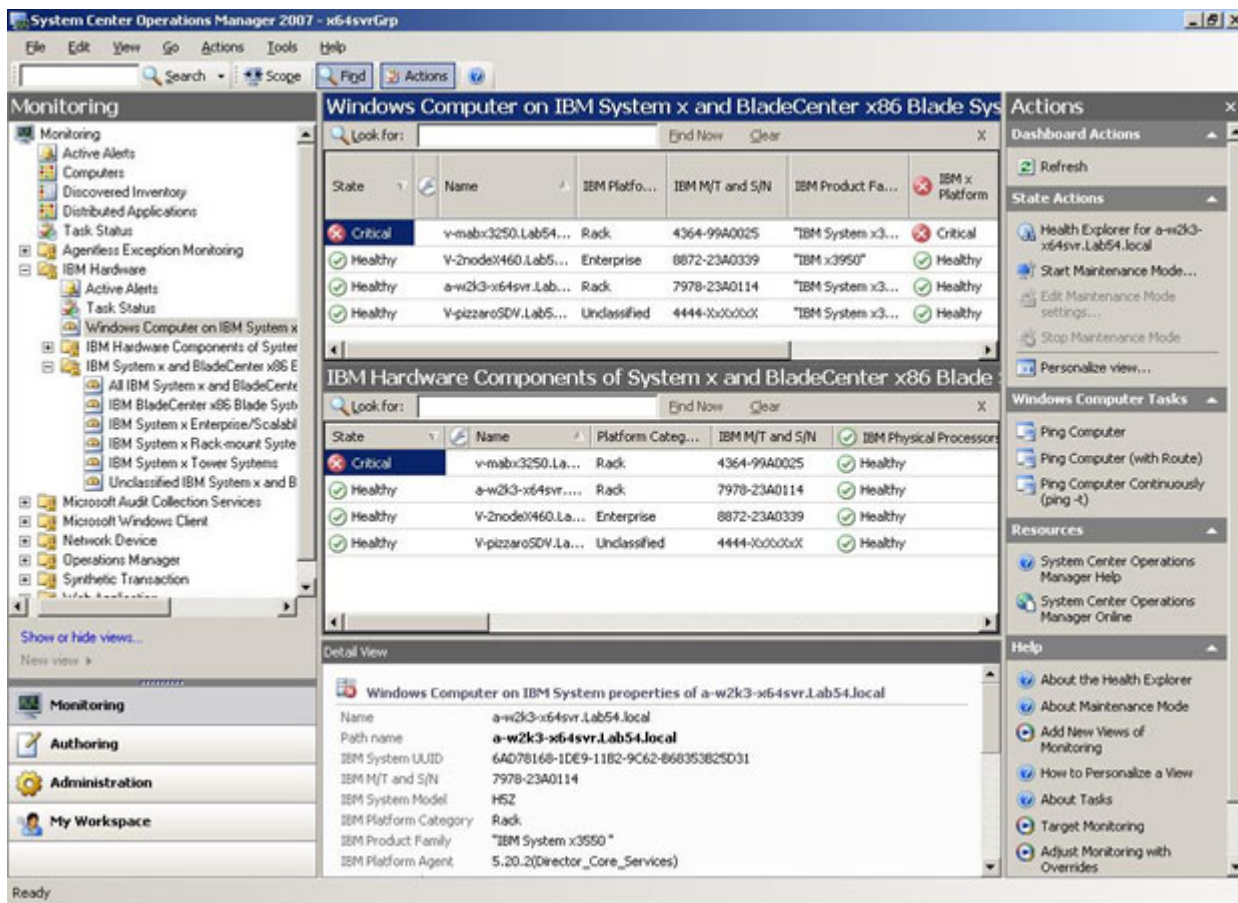 System Center Operations Manager 2007 - x64svrGrp
File Edit View Go Actions Tools Help
Search Scope Find Actions
Monitoring
Monitoring
Active Alerts
Computers
Discovered Inventory
Distributed Applications
Task Status
Agentless Exception Monitoring
IBM Hardware
Active Alerts
Task Status
Windows Computer on IBM System x
IBM Hardware Components of System
IBM System x and BladeCenter x86 E
All IBM System x and BladeCente
IBM BladeCenter x86 Blade Syste
IBM System x Enterprise/Scalabl
IBM System x Rack-mount Syste
IBM System x Tower Systems
Unclassified IBM System x and B
Microsoft Audit Collection Services
Microsoft Windows Client
Network Device
Operations Manager
Synthetic Transaction
Web Application
Show or hide views...
New view
Monitoring
Authoring
Administration
My Workspace
Windows Computer on IBM System x and BladeCenter x86 Blade Sys
Look for: Find Now Clear X
State Name IBM Platfo... IBM M/T and S/N IBM Product Fa... IBM x Platform
Critical v-mabx3250.Lab54... Rack 4364-99A0025 "IBM System x3... Critical
Healthy V-2nodeX460.Lab5... Enterprise 8872-23A0339 "IBM x3950" Healthy
Healthy a-w2k3-x64svr.Lab... Rack 7978-23A0114 "IBM System x3... Healthy
Healthy V-pizzaroSDV.Lab5... Unclassified 4444-XxXxXxX "IBM System x3... Healthy
IBM Hardware Components of System x and BladeCenter x86 Blade
Look for: Find Now Clear X
State Name Platform Categ... IBM M/T and S/N IBM Physical Processors
Critical v-mabx3250.La... Rack 4364-99A0025 Healthy
Healthy a-w2k3-x64svr.... Rack 7978-23A0114 Healthy
Healthy V-2nodeX460.La... Enterprise 8872-23A0339 Healthy
Healthy V-pizzaroSDV.La... Unclassified 4444-XxXxXxX Healthy
Detail View
Windows Computer on IBM System properties of a-w2k3-x64svr.Lab54.local
Name a-w2k3-x64svr.Lab54.local
Path name a-w2k3-x64svr.Lab54.local
IBM System UUID 6AD78168-1DE9-11B2-9C62-B68353B25D31
IBM M/T and S/N 7978-23A0114
IBM System Model HSZ
IBM Platform Category Rack
IBM Product Family "IBM System x3550 "
IBM Platform Agent 5.20.2(Director_Core_Services)
Actions x
Dashboard Actions
Refresh
State Actions
Health Explorer for a-w2k3-
x64svr.Lab54.local
Start Maintenance Mode...
Edit Maintenance Mode
settings...
Stop Maintenance Mode
Personalize view...
Windows Computer Tasks
Ping Computer
Ping Computer (with Route)
Ping Computer Continuously
(ping -t)
Resources
System Center Operations
Manager Help
System Center Operations
Manager Online
Help
About the Health Explorer
About Maintenance Mode
Add New Views of
Monitoring
How to Personalize a View
About Tasks
Target Monitoring
Adjust Monitoring with
Overrides
Ready